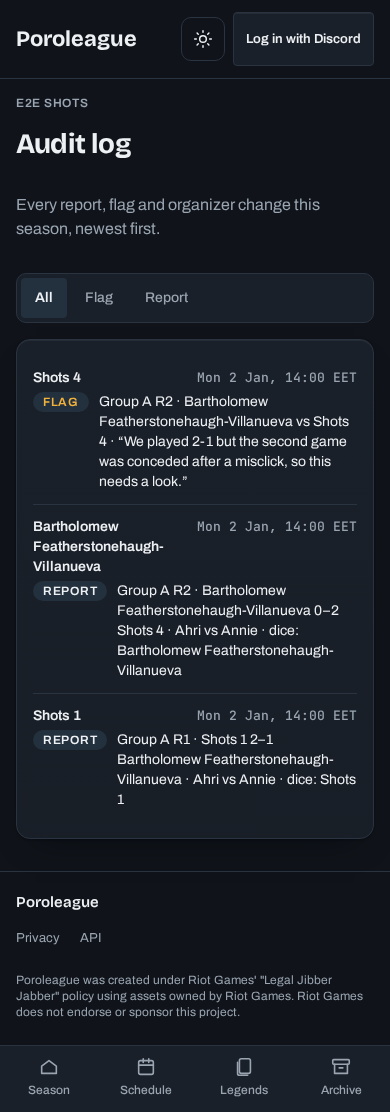 Poroleague
Log in with Discord
E2E SHOTS
Audit log
Every report, flag and organizer change this
season, newest first.
All Flag Report
Shots 4 Mon 2 Jan, 14:00 EET
FLAG Group A R2 · Bartholomew
Featherstonehaugh-Villanueva vs Shots
4 · “We played 2-1 but the second game
was conceded after a misclick, so this
needs a look.”
Bartholomew Mon 2 Jan, 14:00 EET
Featherstonehaugh-
Villanueva
REPORT Group A R2 · Bartholomew
Featherstonehaugh-Villanueva 0–2
Shots 4 · Ahri vs Annie · dice:
Bartholomew Featherstonehaugh-
Villanueva
Shots 1 Mon 2 Jan, 14:00 EET
REPORT Group A R1 · Shots 1 2–1
Bartholomew Featherstonehaugh-
Villanueva · Ahri vs Annie · dice: Shots
1
Poroleague
Privacy API
Poroleague was created under Riot Games' "Legal Jibber
Jabber" policy using assets owned by Riot Games. Riot Games
does not endorse or sponsor this project.
Season Schedule Legends Archive